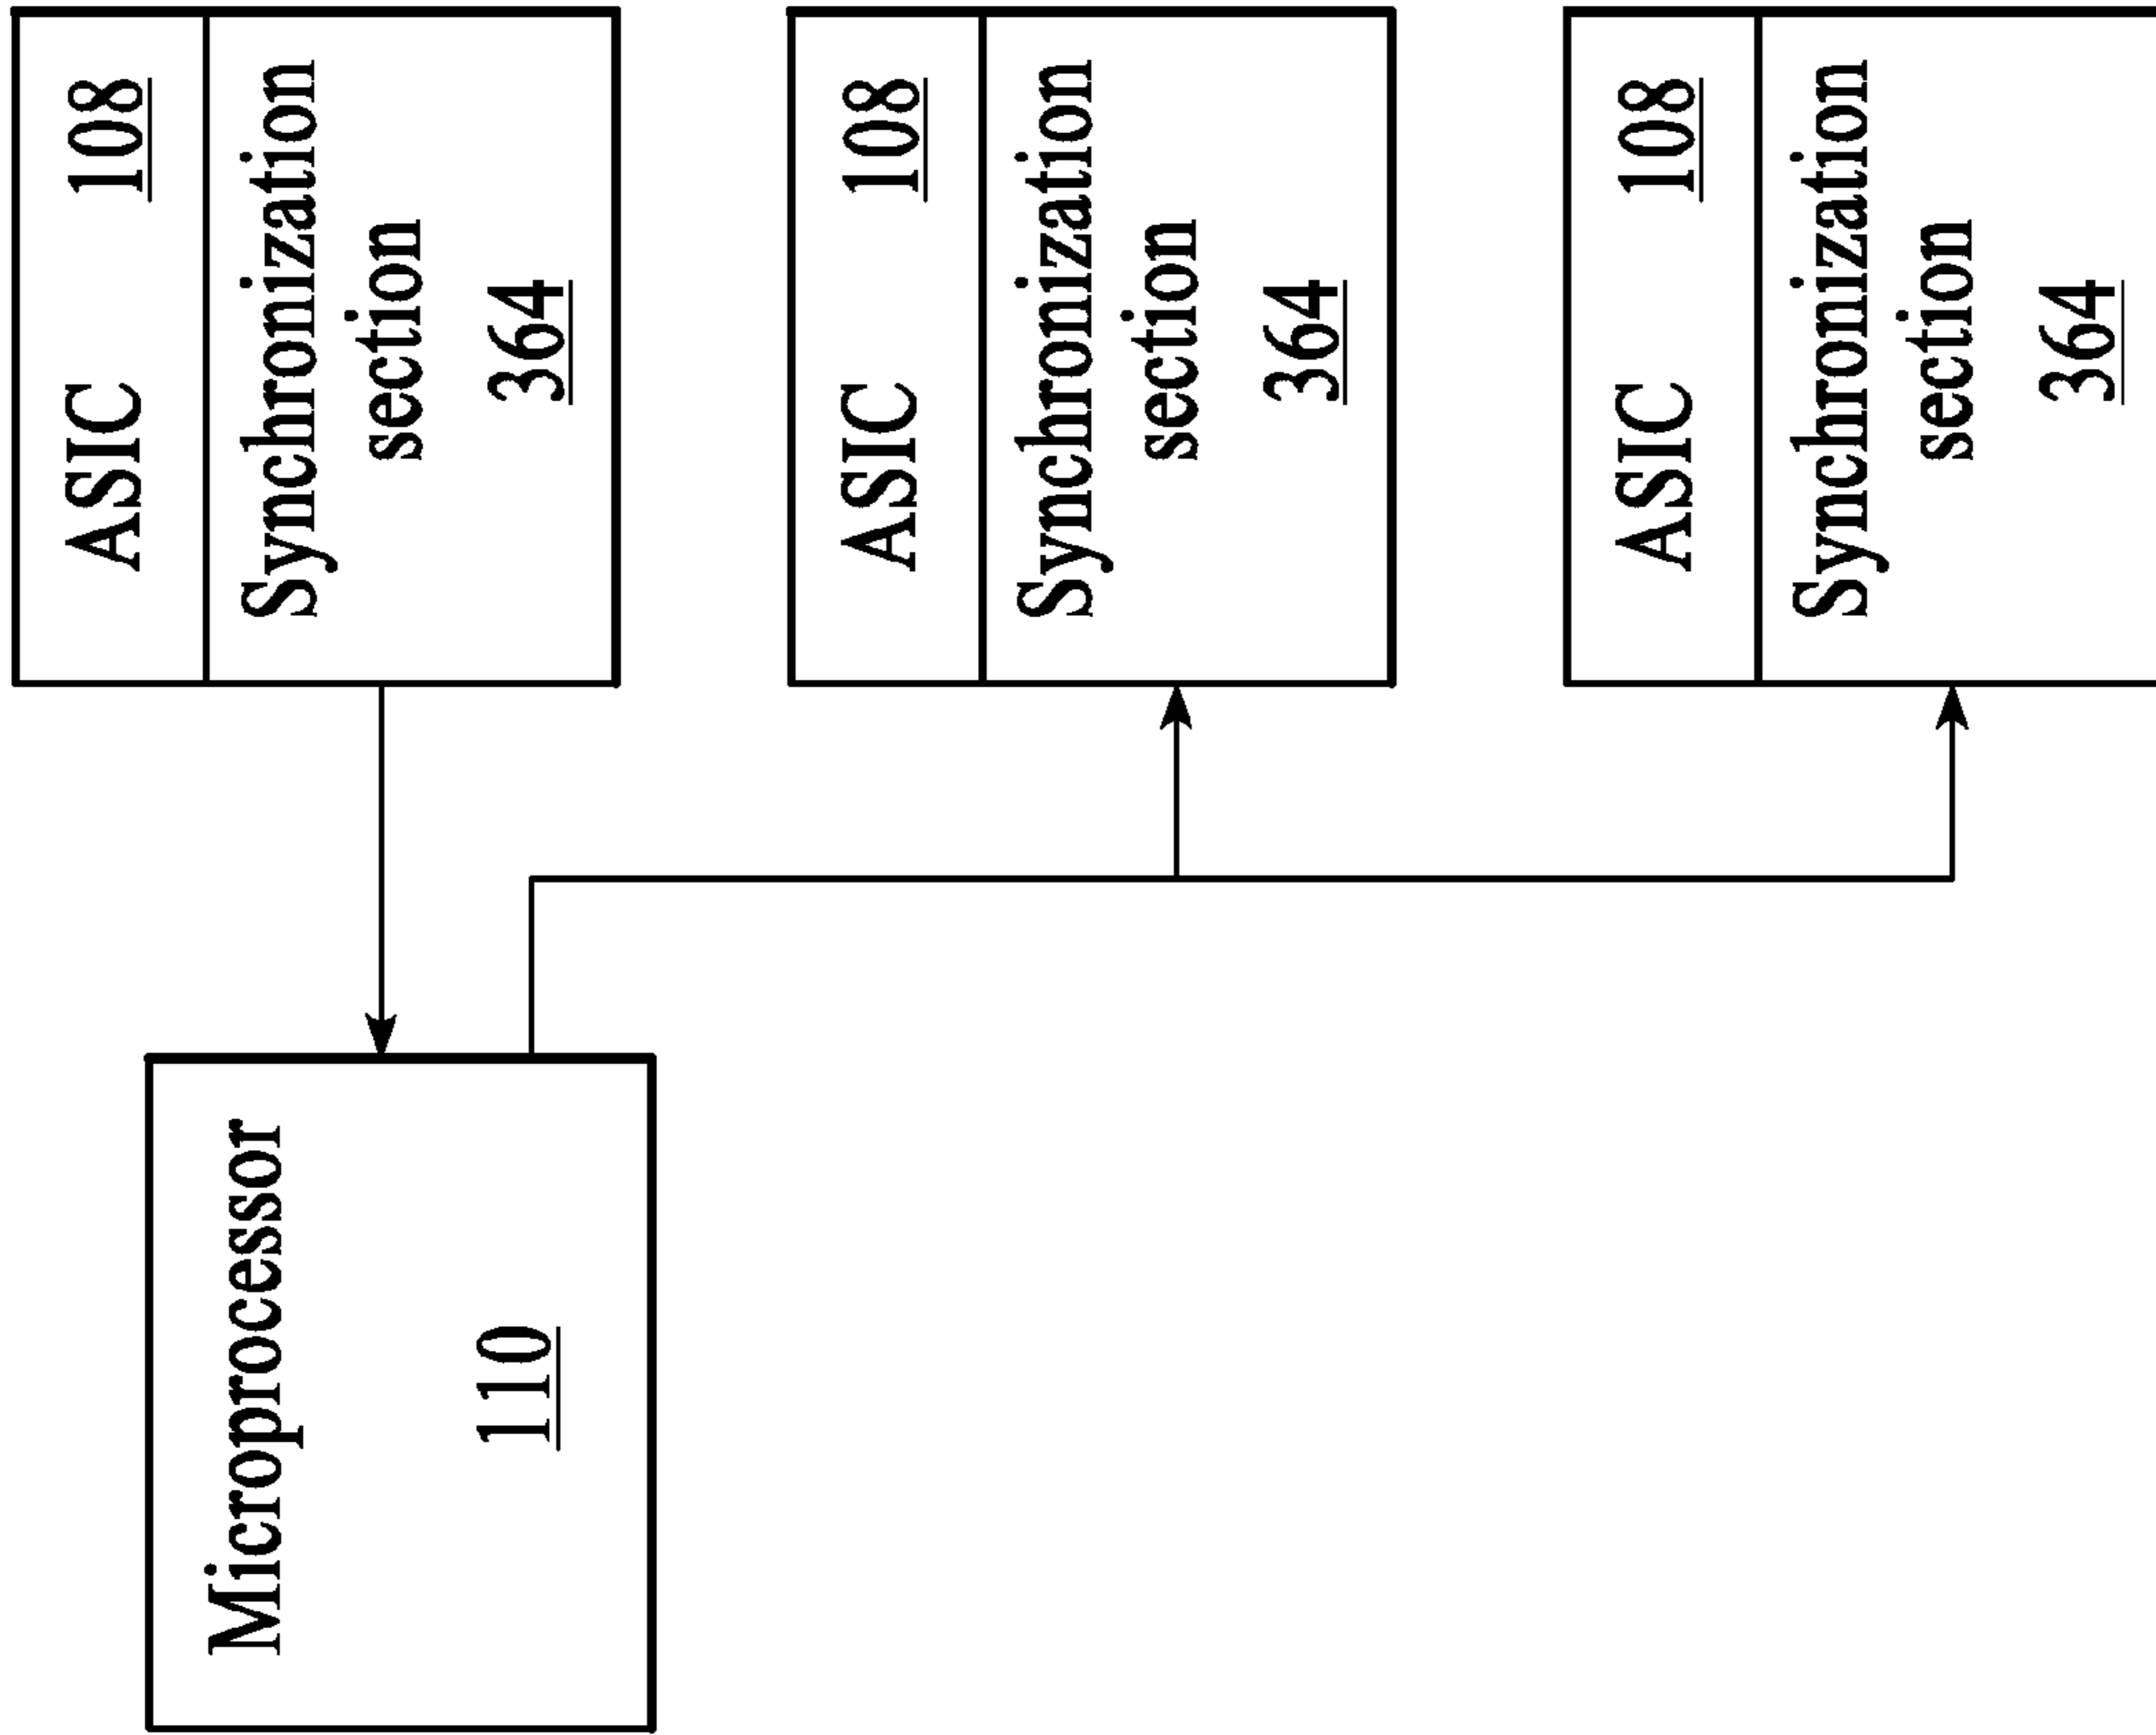 Microprocessor
110
ASIC 108
Synchronization
section
364
ASIC 108
Synchronization
section
364
ASIC 108
Synchronization
section
364